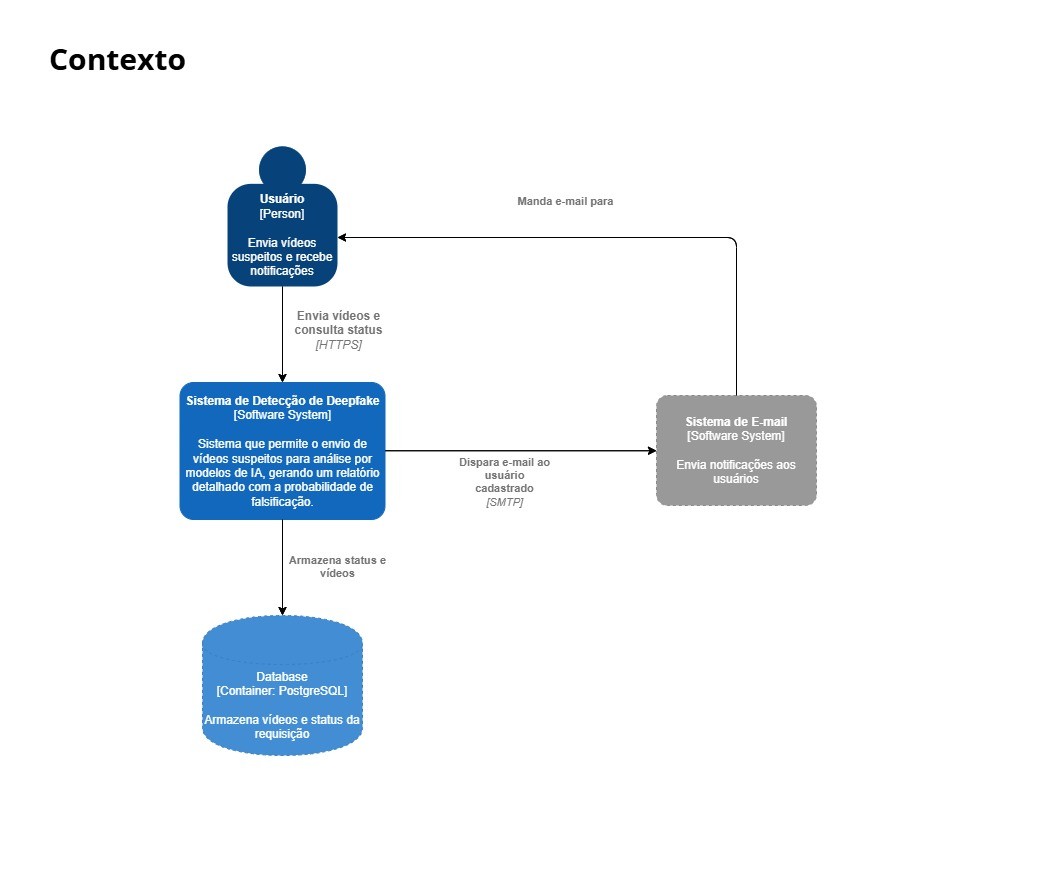 Contexto
Usuário
[Person]
Envia vídeos
suspeitos e recebe
notificações
Manda e-mail para
Envia vídeos e
consulta status
[HTTPS]
Sistema de Detecção de Deepfake
[Software System]
Sistema que permite o envio de
vídeos suspeitos para análise por
modelos de IA, gerando um relatório
detalhado com a probabilidade de
falsificação.
Dispara e-mail ao
usuário
cadastrado
[SMTP]
Sistema de E-mail
[Software System]
Envia notificações aos
usuários
Armazena status e
vídeos
Database
[Container: PostgreSQL]
Armazena vídeos e status da
requisição